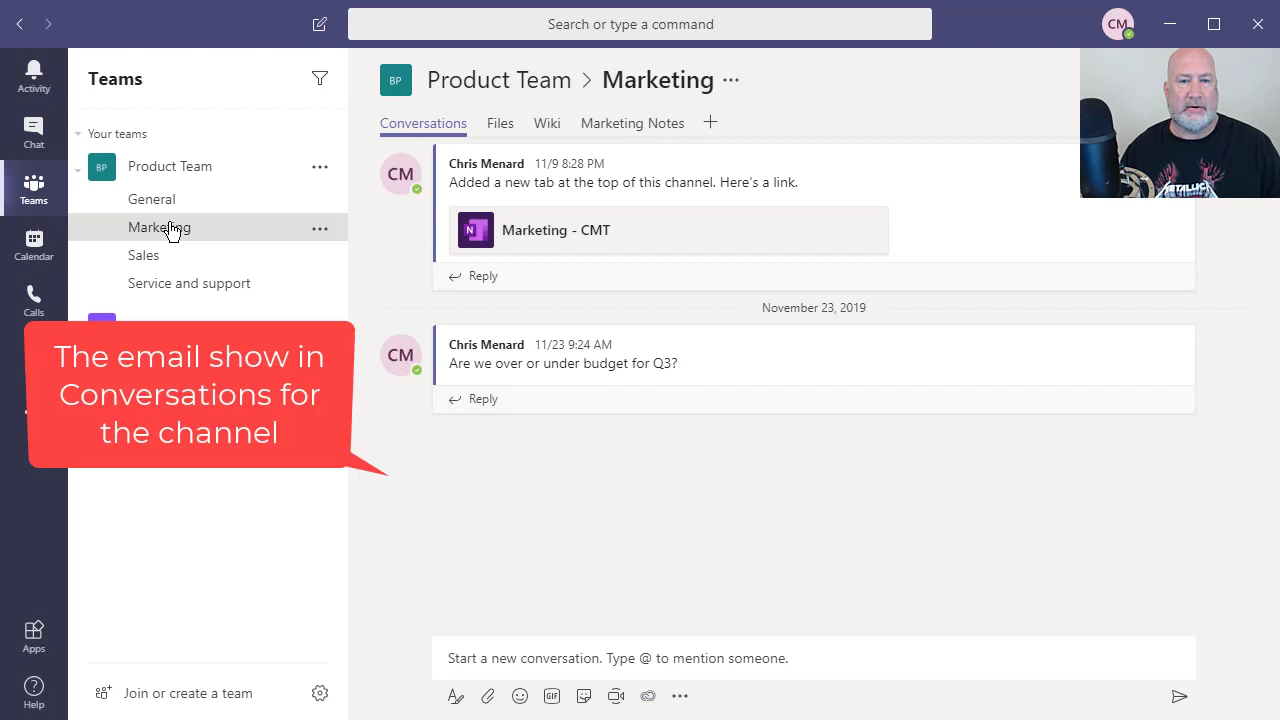 Search or type a command
CM
Activity
Chat
Teams
Calendar
Calls
Apps
Help
Teams
Your teams
BP Product Team
General
Marketing
Sales
Service and support
The email show in
Conversations for
the channel
Join or create a team
BP Product Team > Marketing
Conversations Files Wiki Marketing Notes
CM Chris Menard 11/9 8:28 PM
Added a new tab at the top of this channel. Here's a link.
N Marketing - CMT
Reply
November 23, 2019
CM Chris Menard 11/23 9:24 AM
Are we over or under budget for Q3?
Reply
Start a new conversation. Type @ to mention someone.
GIF
METALLICA